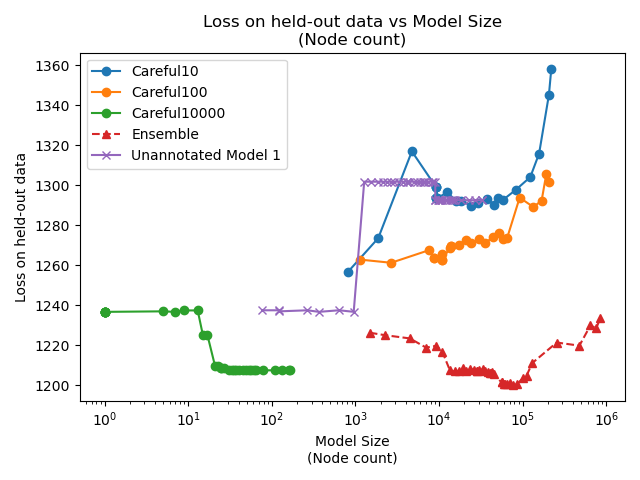 Loss on held-out data vs Model Size
(Node count)
Careful10
Careful100
Careful10000
Ensemble
Unannotated Model 1
Loss on held-out data
1360
1340
1320
1300
1280
1260
1240
1220
1200
10⁰ 10¹ 10² 10³ 10⁴ 10⁵ 10⁶
Model Size
(Node count)